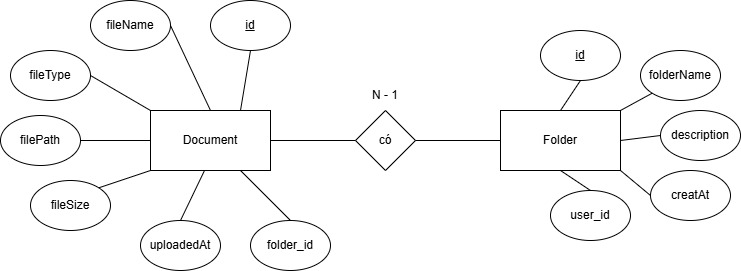 fileName
id
id
fileType
folderName
N - 1
filePath
Document
có
Folder
description
fileSize
creatAt
user_id
uploadedAt
folder_id